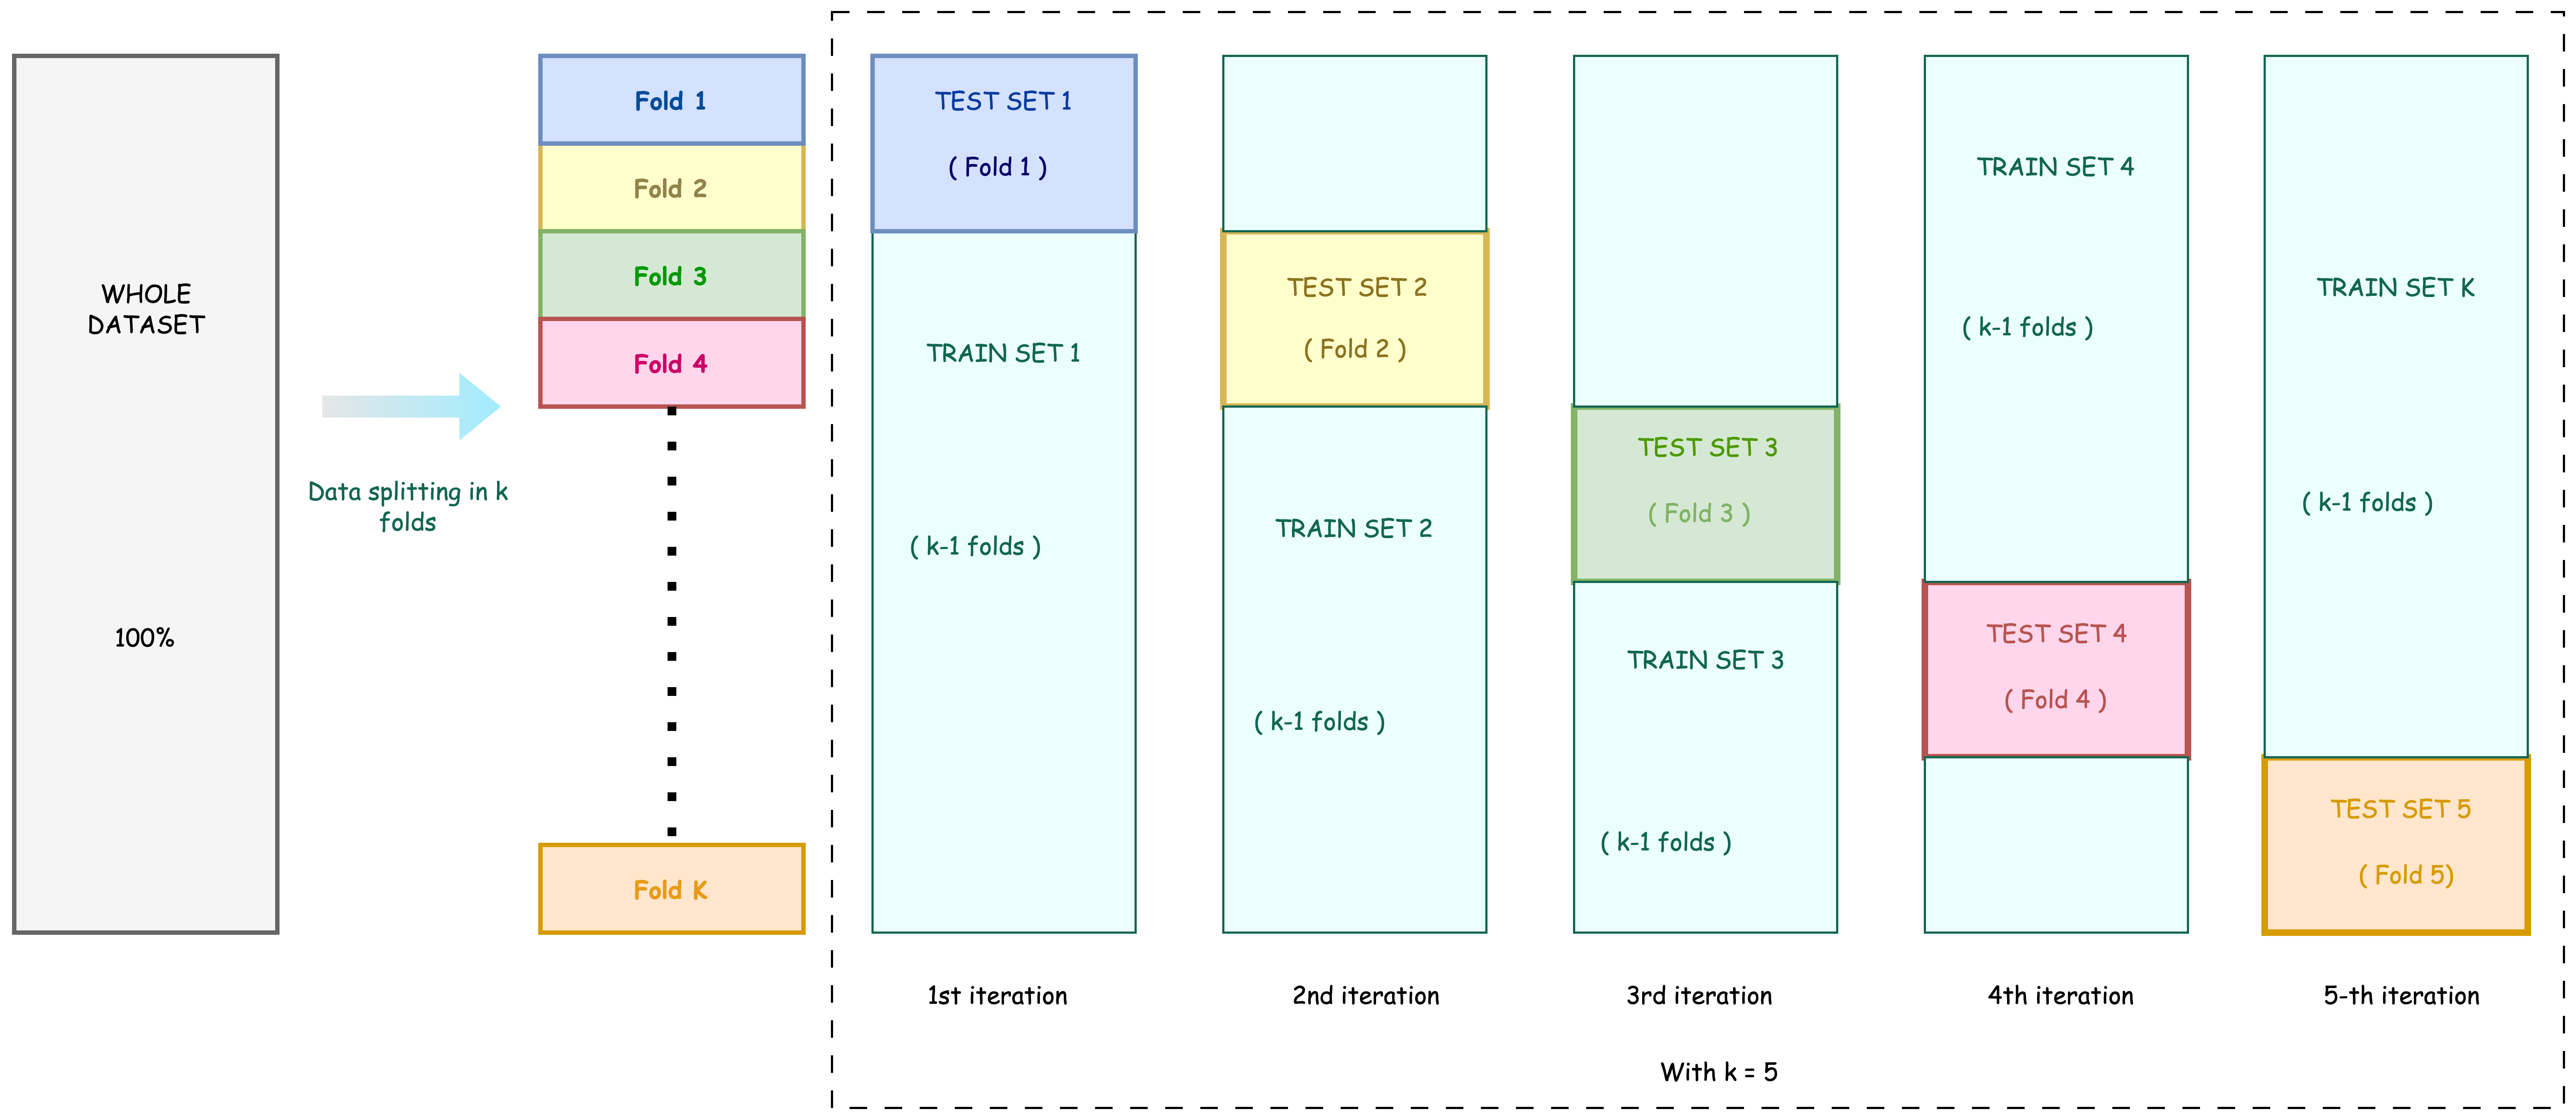 WHOLE
DATASET
100%
Data splitting in k
folds
Fold 1
Fold 2
Fold 3
Fold 4
Fold K
TEST SET 1
( Fold 1 )
TRAIN SET 1
( k-1 folds )
1st iteration
TEST SET 2
( Fold 2 )
TRAIN SET 2
( k-1 folds )
2nd iteration
TEST SET 3
( Fold 3 )
TRAIN SET 3
( k-1 folds )
3rd iteration
TRAIN SET 4
( k-1 folds )
TEST SET 4
( Fold 4 )
4th iteration
TRAIN SET K
( k-1 folds )
TEST SET 5
( Fold 5)
5-th iteration
With k = 5